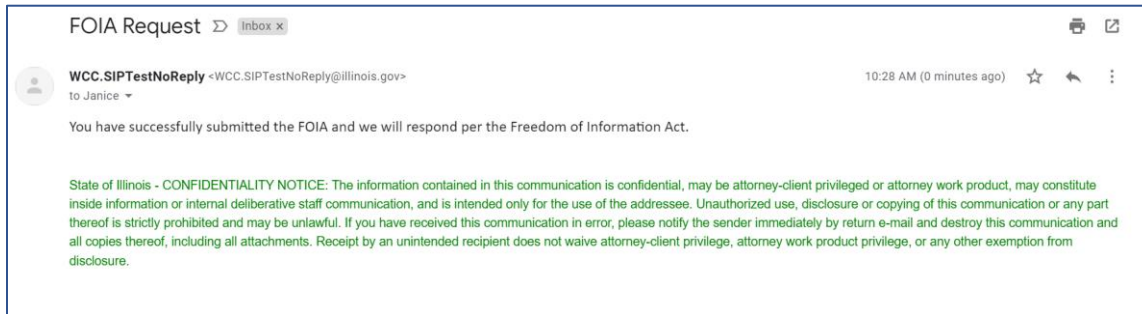 FOIA Request Inbox x
WCC.SIPTestNoReply <WCC.SIPTestNoReply@illinois.gov> 10:28 AM (0 minutes ago)
to Janice
You have successfully submitted the FOIA and we will respond per the Freedom of Information Act.
State of Illinois - CONFIDENTIALITY NOTICE: The information contained in this communication is confidential, may be attorney-client privileged or attorney work product, may constitute
inside information or internal deliberative staff communication, and is intended only for the use of the addressee. Unauthorized use, disclosure or copying of this communication or any part
thereof is strictly prohibited and may be unlawful. If you have received this communication in error, please notify the sender immediately by return e-mail and destroy this communication and
all copies thereof, including all attachments. Receipt by an unintended recipient does not waive attorney-client privilege, attorney work product privilege, or any other exemption from
disclosure.